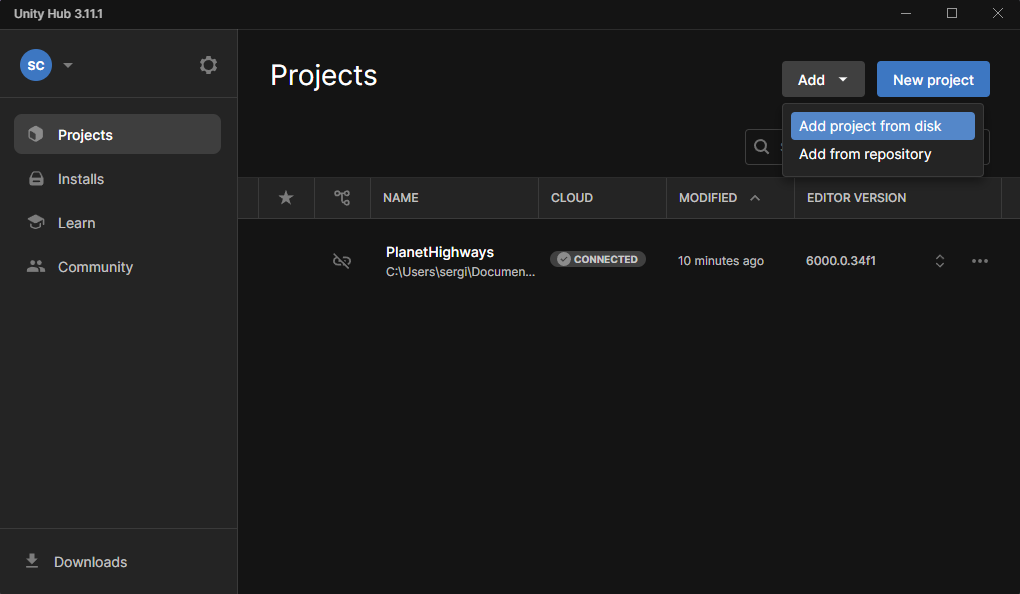 Unity Hub 3.11.1
SC
Projects
Installs
Learn
Community
Downloads
Projects
Add
New project
Add project from disk
Add from repository
NAME
CLOUD
MODIFIED
EDITOR VERSION
PlanetHighways
C:\Users\sergi\Documen...
CONNECTED
10 minutes ago
6000.0.34f1